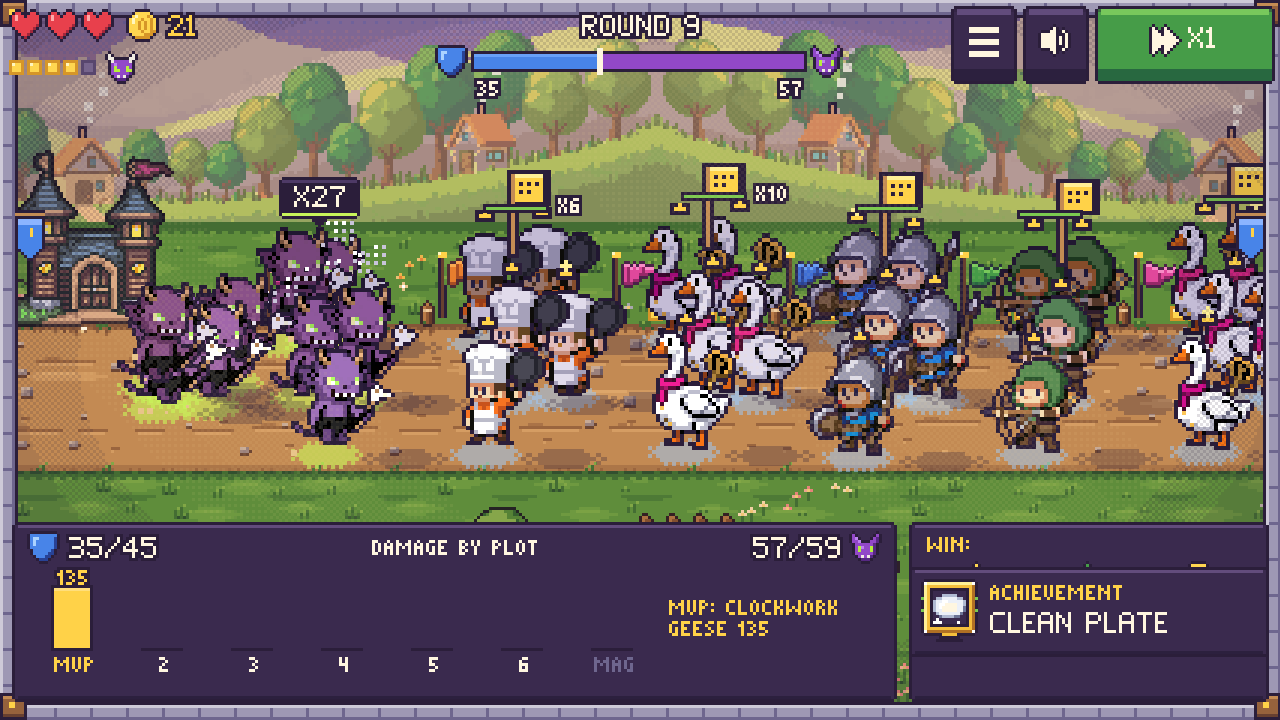 21
ROUND 9
X1
35
57
X27
X6
X10
35/45
DAMAGE BY PLOT
57/59
135
MVP: CLOCKWORK
GEESE 135
MVP
2
3
4
5
6
MAG
WIN:
ACHIEVEMENT
CLEAN PLATE